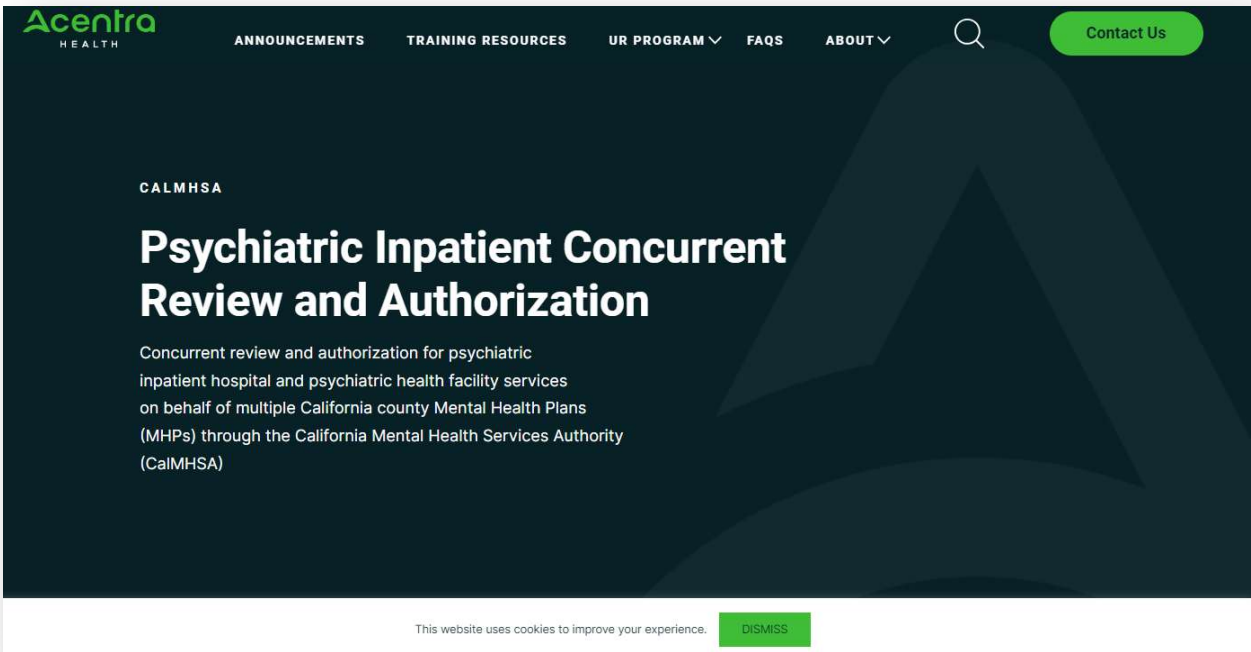 Acentra
HEALTH
ANNOUNCEMENTS TRAINING RESOURCES UR PROGRAM FAQS ABOUT Contact Us
CALMHSA
Psychiatric Inpatient Concurrent
Review and Authorization
Concurrent review and authorization for psychiatric
inpatient hospital and psychiatric health facility services
on behalf of multiple California county Mental Health Plans
(MHPs) through the California Mental Health Services Authority
(CalMHSA)
This website uses cookies to improve your experience. DISMISS